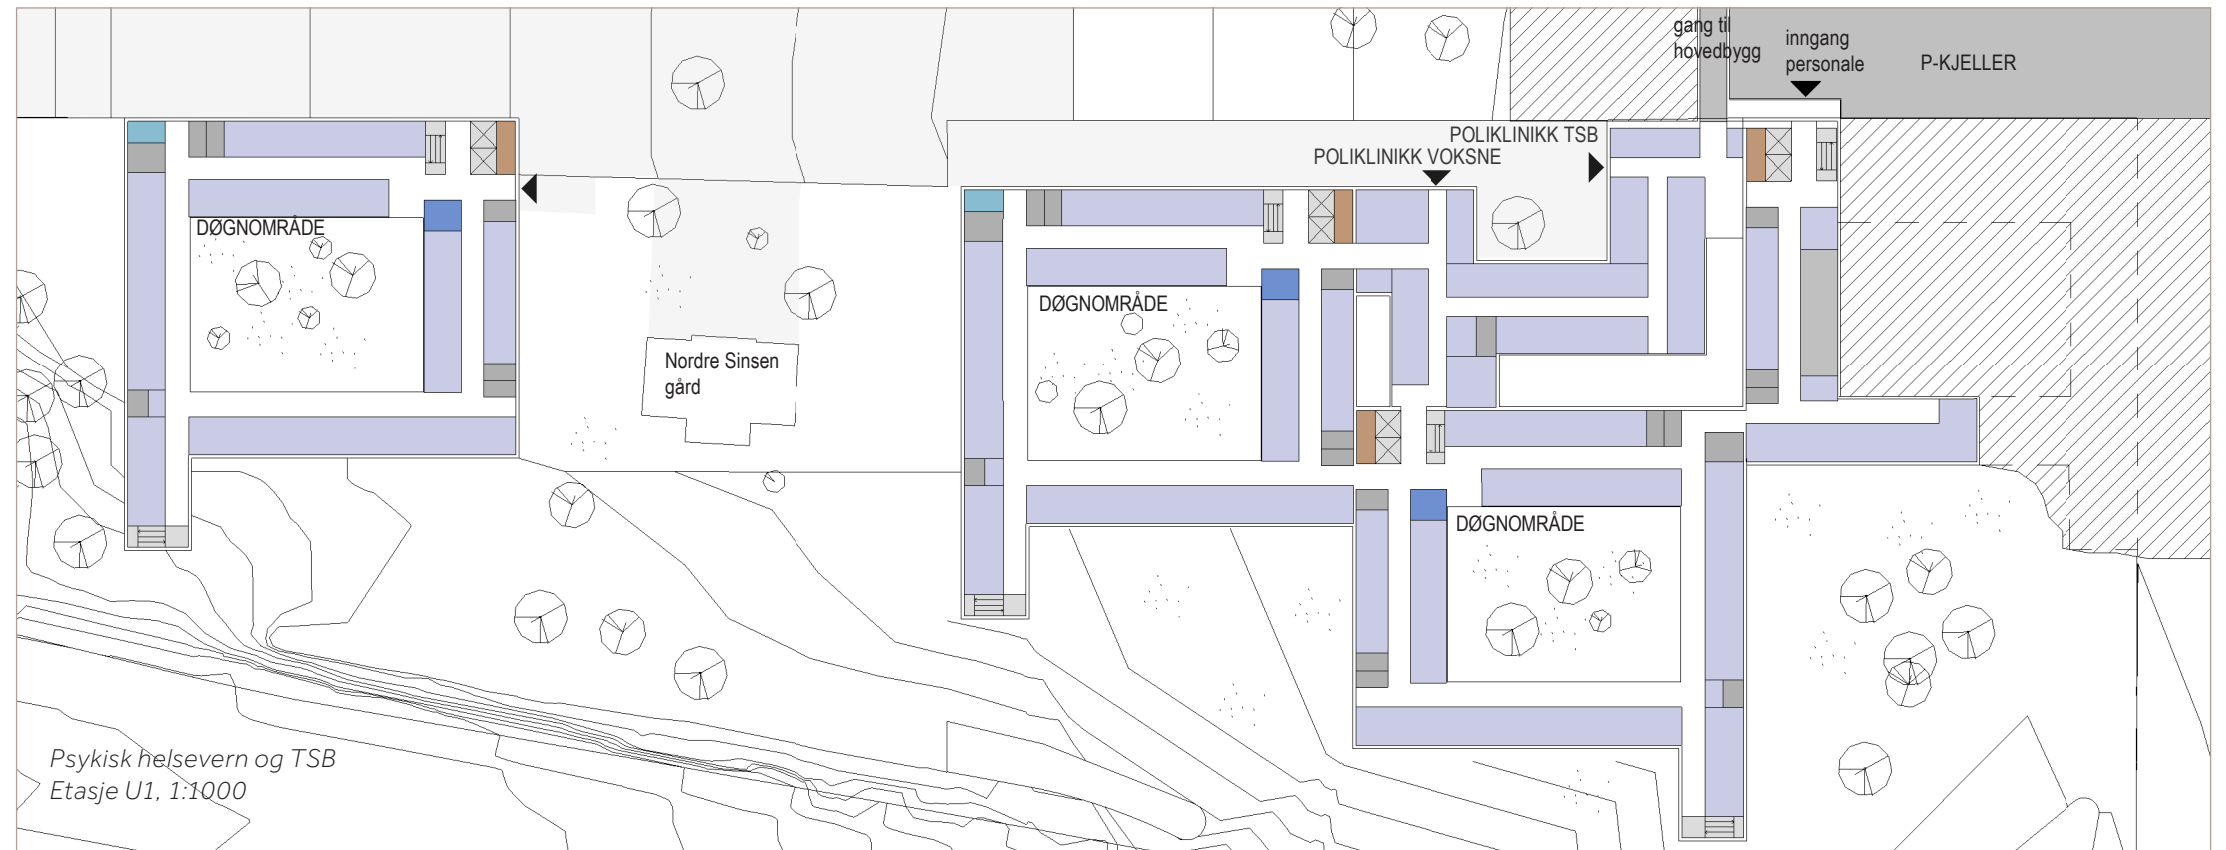 gang til
hovedbygg
inngang
personale
P-KJELLER
POLIKLINIKK TSB
POLIKLINIKK VOKSNE
DØGNOMRÅDE
DØGNOMRÅDE
Nordre Sinsen
gård
DØGNOMRÅDE
Psykisk helsevern og TSB
Etasje U1, 1:1000